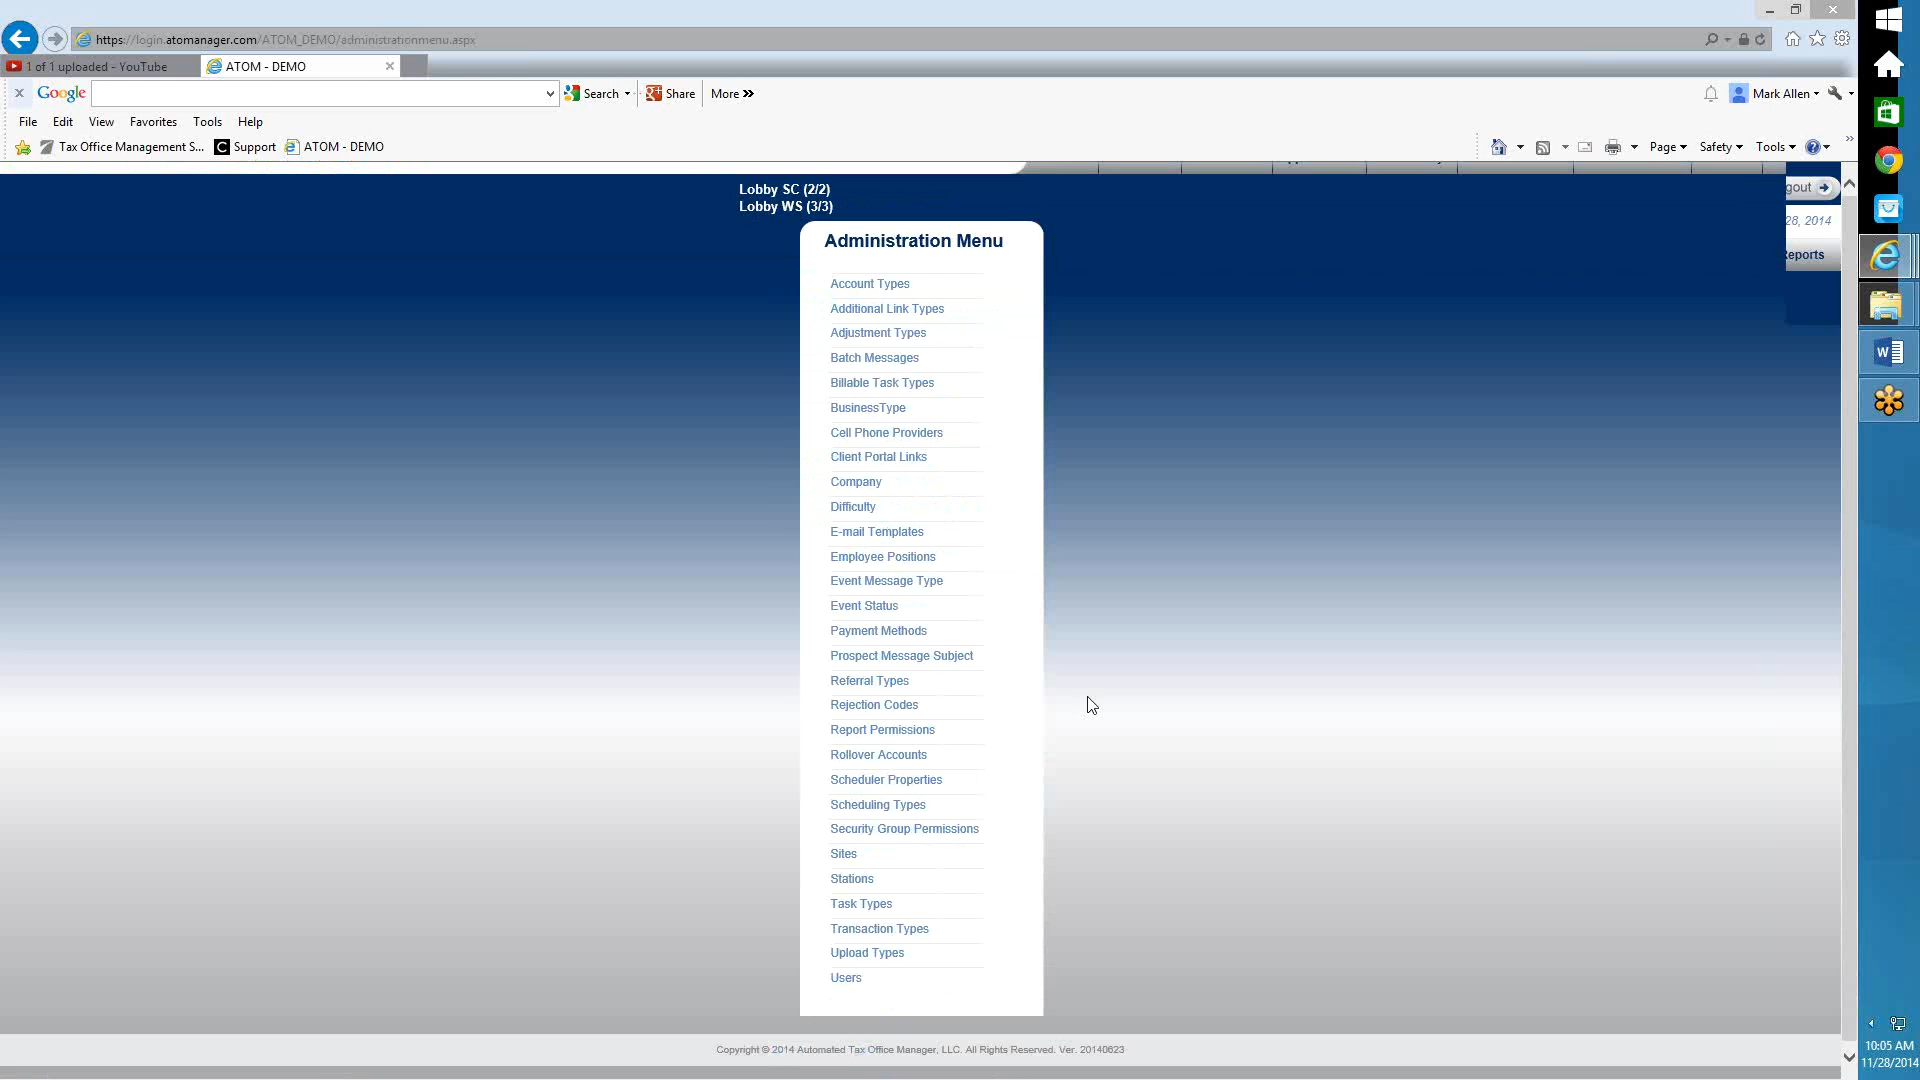 https://login.atomanager.com/ATOM_DEMO/administrationmenu.aspx
1 of 1 uploaded - YouTube
ATOM - DEMO
Google
Search
Share
More
Mark Allen
File Edit View Favorites Tools Help
Tax Office Management S...
Support
ATOM - DEMO
Page
Safety
Tools
Lobby SC (2/2)
Lobby WS (3/3)
gout
28, 2014
Reports
Administration Menu
Account Types
Additional Link Types
Adjustment Types
Batch Messages
Billable Task Types
BusinessType
Cell Phone Providers
Client Portal Links
Company
Difficulty
E-mail Templates
Employee Positions
Event Message Type
Event Status
Payment Methods
Prospect Message Subject
Referral Types
Rejection Codes
Report Permissions
Rollover Accounts
Scheduler Properties
Scheduling Types
Security Group Permissions
Sites
Stations
Task Types
Transaction Types
Upload Types
Users
Copyright © 2014 Automated Tax Office Manager, LLC. All Rights Reserved. Ver. 20140623
10:05 AM
11/28/2014